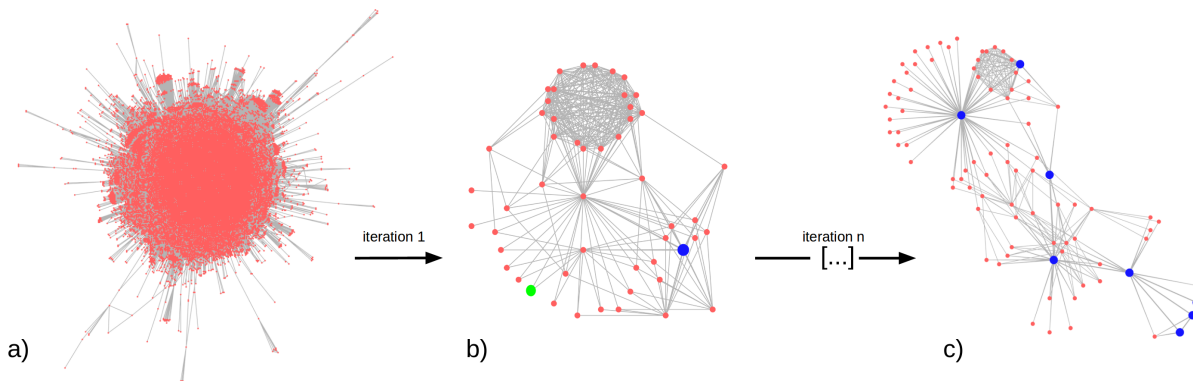 iteration 1
iteration n
[...]
a)
b)
c)